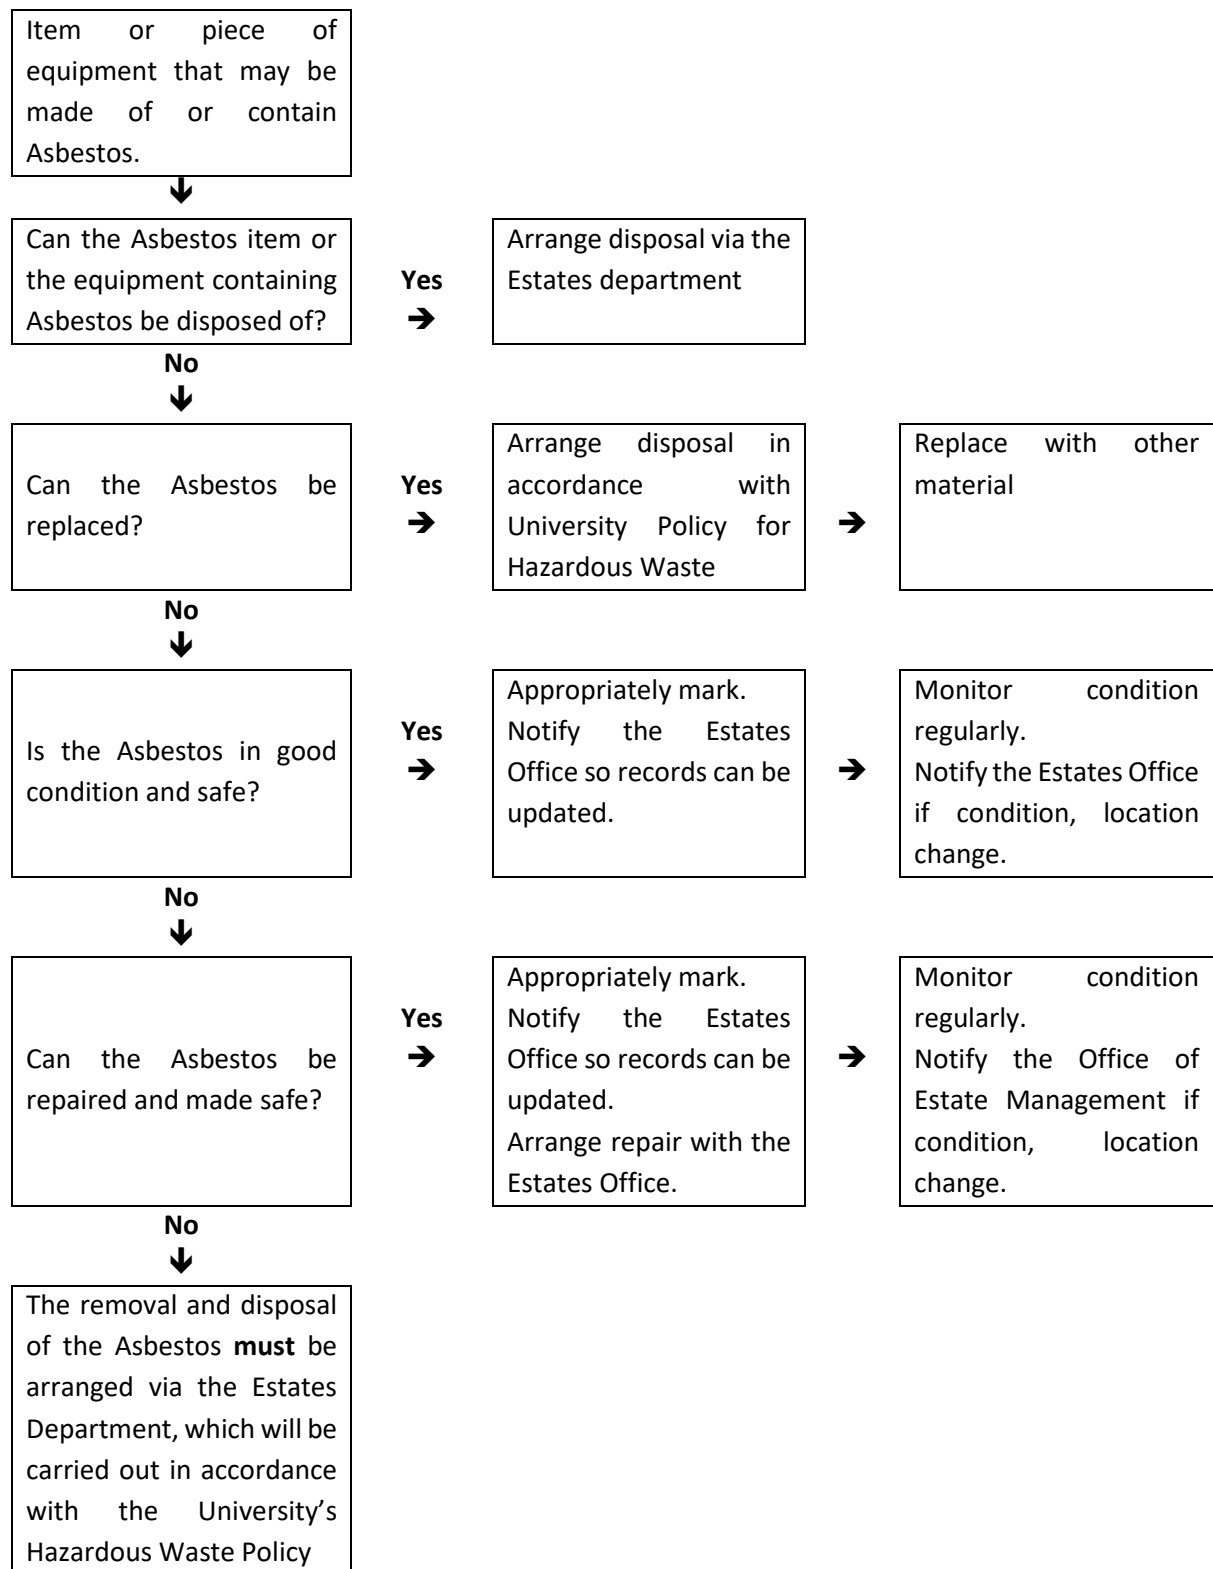 Item or piece of
equipment that may be
made of or contain
Asbestos.
Can the Asbestos item or
the equipment containing
Asbestos be disposed of?
Yes
Arrange disposal via the
Estates department
No
Can the Asbestos be
replaced?
Yes
Arrange disposal in
accordance with
University Policy for
Hazardous Waste
Replace with other
material
No
Is the Asbestos in good
condition and safe?
Yes
Appropriately mark.
Notify the Estates
Office so records can be
updated.
Monitor condition
regularly.
Notify the Estates Office
if condition, location
change.
No
Can the Asbestos be
repaired and made safe?
Yes
Appropriately mark.
Notify the Estates
Office so records can be
updated.
Arrange repair with the
Estates Office.
Monitor condition
regularly.
Notify the Office of
Estate Management if
condition, location
change.
No
The removal and disposal
of the Asbestos must be
arranged via the Estates
Department, which will be
carried out in accordance
with the University’s
Hazardous Waste Policy